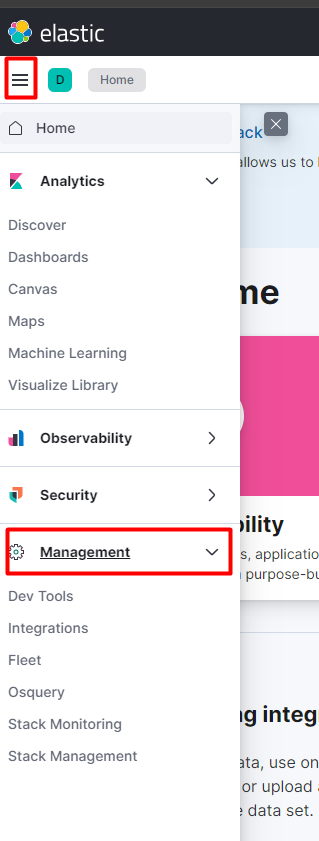 elastic
D Home
Home
ack
allows us to
Analytics
Discover
Dashboards
Canvas
me
Maps
Machine Learning
Visualize Library
Observability
Security
bility
Management
s, applicatio
purpose-bu
Dev Tools
Integrations
Fleet
Osquery
ng integ
Stack Monitoring
Stack Management
ata, use on
or upload a
e data set.